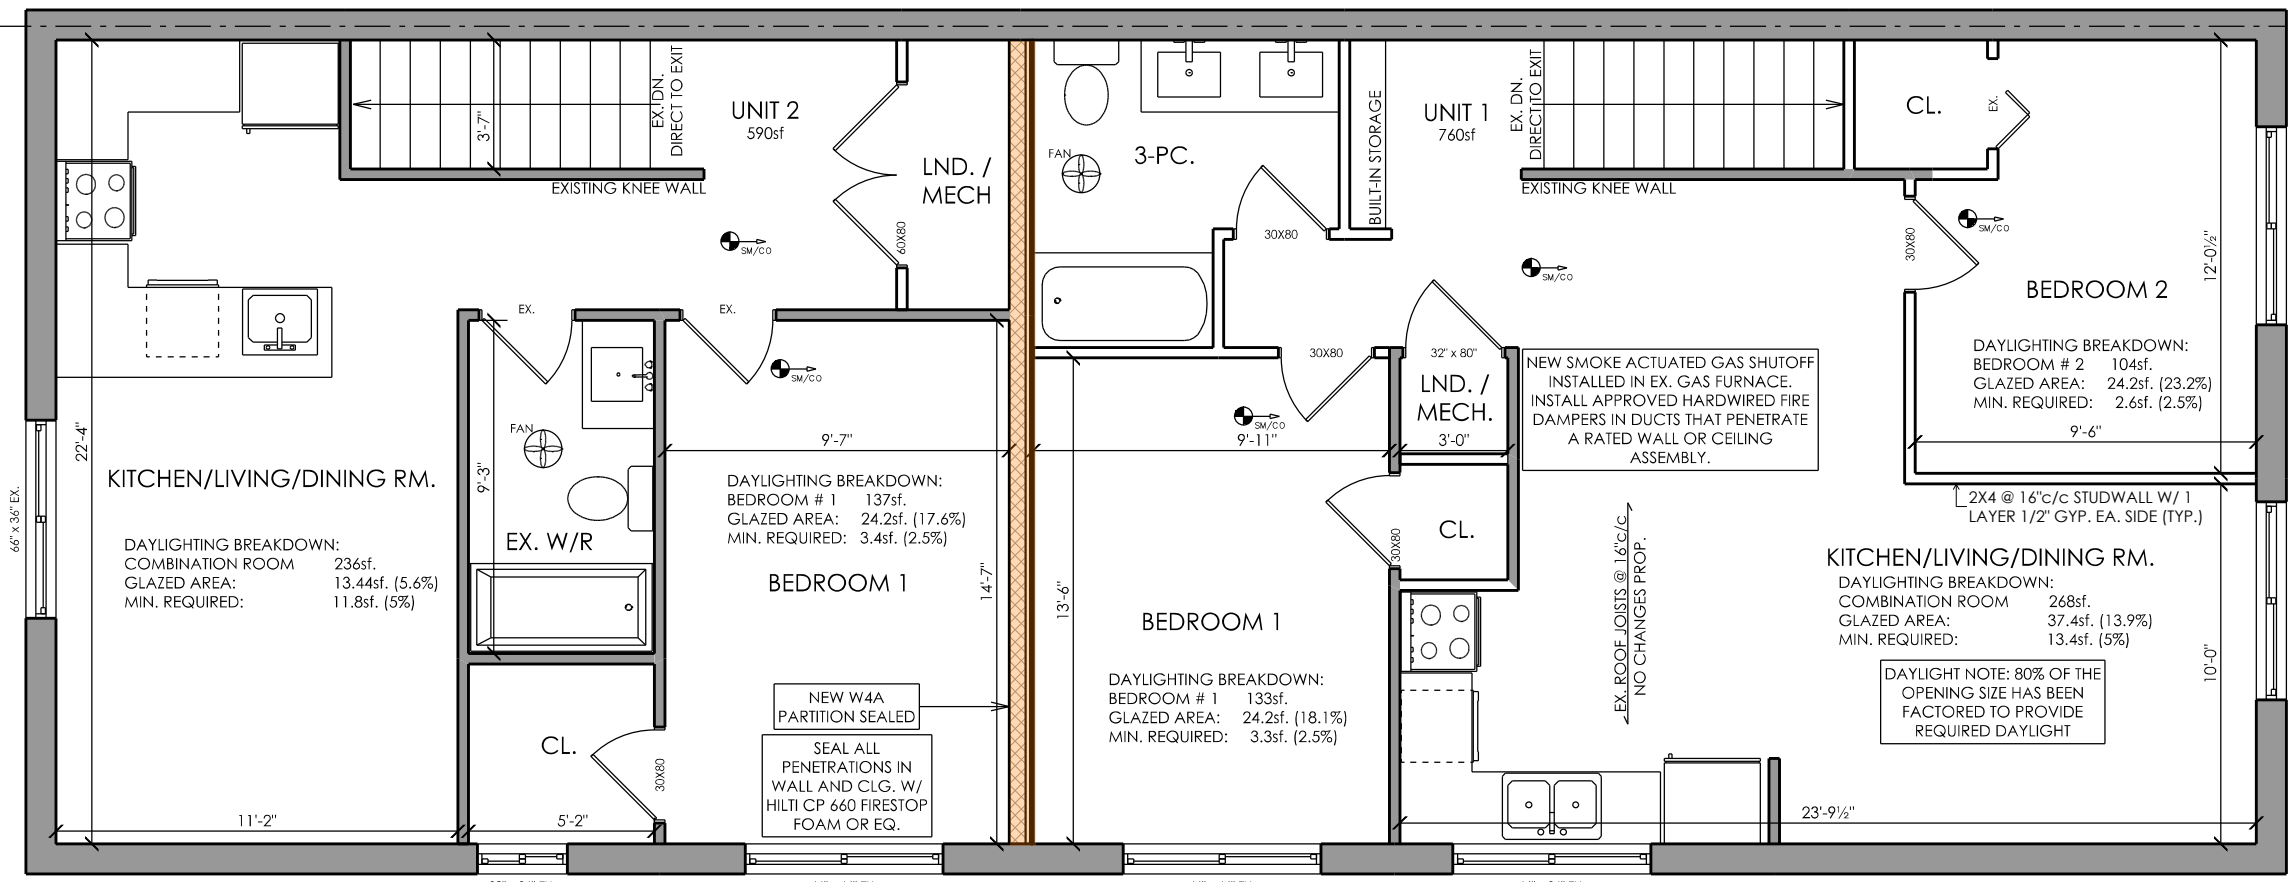 UNIT 2
590sf
EX. DN.
DIRECT TO EXIT
3'-7"
EXISTING KNEE WALL
LND. /
MECH
60X80
SM/CO
22'-4"
66" x 36" EX.
KITCHEN/LIVING/DINING RM.
DAYLIGHTING BREAKDOWN:
COMBINATION ROOM 236sf.
GLAZED AREA: 13.44sf. (5.6%)
MIN. REQUIRED: 11.8sf. (5%)
11'-2"
EX.
FAN
9'-3"
EX. W/R
CL.
5'-2"
30X80
EX.
SM/CO
9'-7"
DAYLIGHTING BREAKDOWN:
BEDROOM # 1 137sf.
GLAZED AREA: 24.2sf. (17.6%)
MIN. REQUIRED: 3.4sf. (2.5%)
BEDROOM 1
14'-7"
NEW W4A
PARTITION SEALED
SEAL ALL
PENETRATIONS IN
WALL AND CLG. W/
HILTI CP 660 FIRESTOP
FOAM OR EQ.
FAN
3-PC.
30X80
BUILT-IN STORAGE
UNIT 1
760sf
EX. DN.
DIRECT TO EXIT
EXISTING KNEE WALL
CL.
EX.
SM/CO
30X80
SM/CO
12'-0½"
BEDROOM 2
DAYLIGHTING BREAKDOWN:
BEDROOM # 2 104sf.
GLAZED AREA: 24.2sf. (23.2%)
MIN. REQUIRED: 2.6sf. (2.5%)
9'-6"
2X4 @ 16"c/c STUDWALL W/ 1
LAYER 1/2" GYP. EA. SIDE (TYP.)
30X80
32" x 80"
LND. /
MECH.
3'-0"
NEW SMOKE ACTUATED GAS SHUTOFF
INSTALLED IN EX. GAS FURNACE.
INSTALL APPROVED HARDWIRED FIRE
DAMPERS IN DUCTS THAT PENETRATE
A RATED WALL OR CEILING
ASSEMBLY.
SM/CO
9'-11"
13'-6"
CL.
30X80
BEDROOM 1
DAYLIGHTING BREAKDOWN:
BEDROOM # 1 133sf.
GLAZED AREA: 24.2sf. (18.1%)
MIN. REQUIRED: 3.3sf. (2.5%)
EX. ROOF JOISTS @ 16"c/c
NO CHANGES PROP.
KITCHEN/LIVING/DINING RM.
DAYLIGHTING BREAKDOWN:
COMBINATION ROOM 268sf.
GLAZED AREA: 37.4sf. (13.9%)
MIN. REQUIRED: 13.4sf. (5%)
DAYLIGHT NOTE: 80% OF THE
OPENING SIZE HAS BEEN
FACTORED TO PROVIDE
REQUIRED DAYLIGHT
10'-0"
23'-9½"